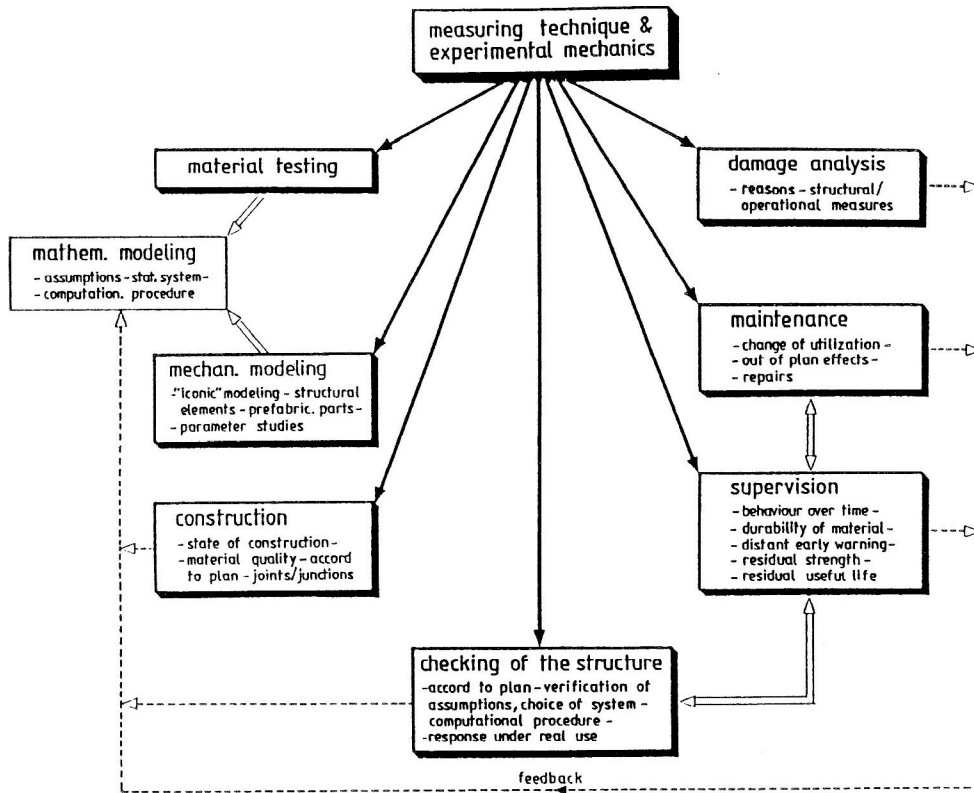 measuring technique &
experimental mechanics
material testing
damage analysis
- reasons - structural/
operational measures
mathem. modeling
- assumptions - stat. system -
- computation. procedure
maintenance
- change of utilization -
- out of plan effects -
- repairs
mechan. modeling
-"iconic" modeling - structural
elements - prefabric. parts -
- parameter studies
supervision
- behaviour over time -
- durability of material -
- distant early warning -
- residual strength -
- residual useful life
construction
- state of construction -
- material quality - accord
to plan - joints/junctions
checking of the structure
-accord to plan - verification of
assumptions, choice of system -
- computational procedure -
-response under real use
feedback